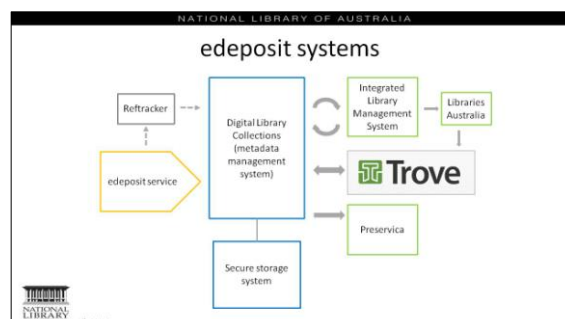 NATIONAL LIBRARY OF AUSTRALIA
edeposit systems
Reftracker
edeposit service
Digital Library
Collections
(metadata
management
system)
Secure storage
system
Integrated
Library
Management
System
Libraries
Australia
Trove
Preservica
NATIONAL
LIBRARY